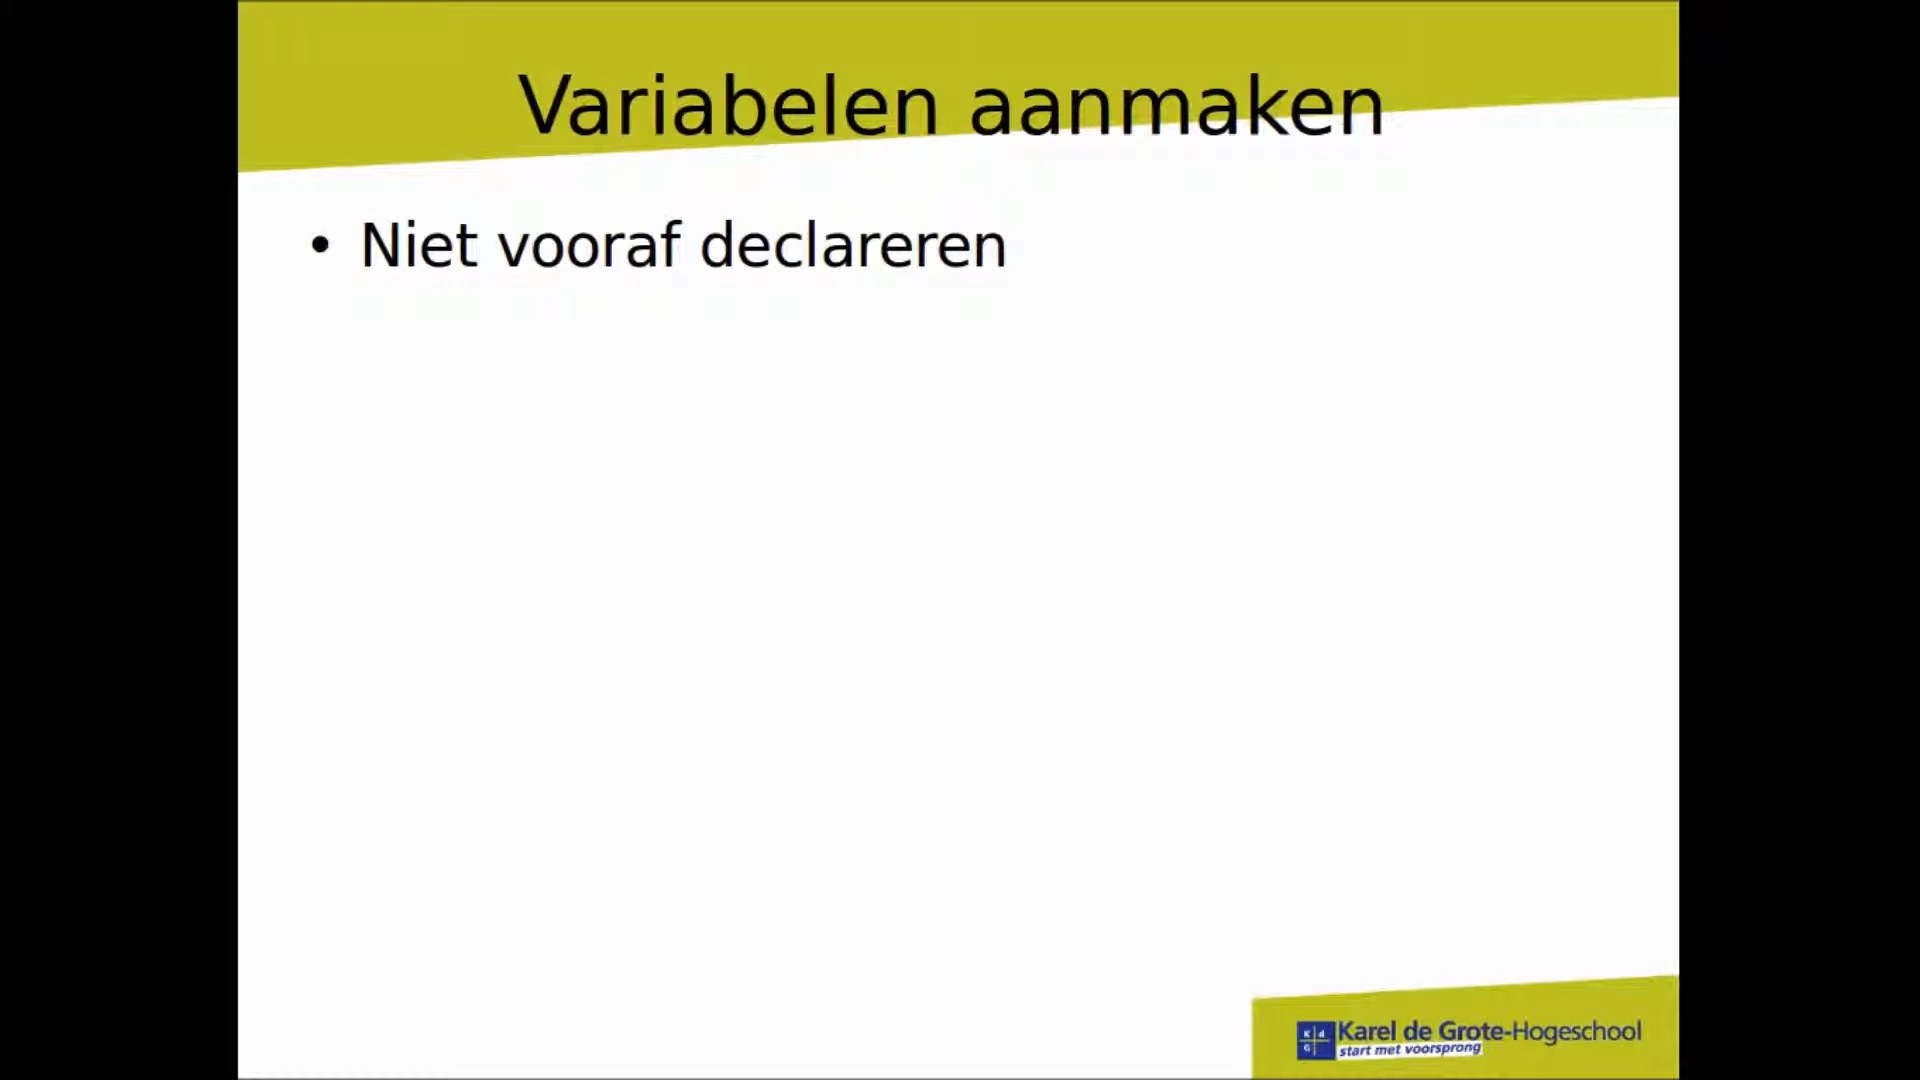 Variabelen aanmaken
• Niet vooraf declareren
K d
G
Karel de Grote-Hogeschool
start met voorsprong